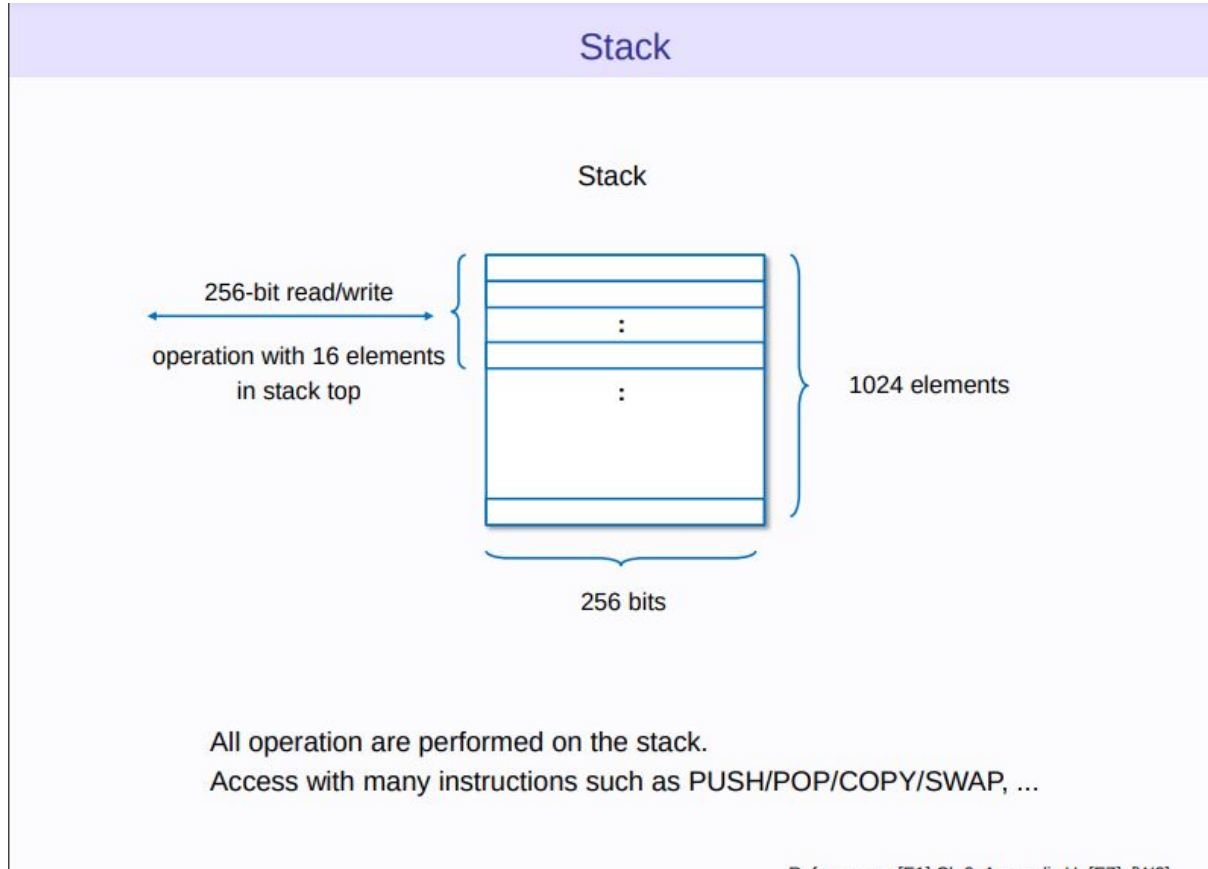 Stack
Stack
256-bit read/write
operation with 16 elements
in stack top
:
:
1024 elements
256 bits
All operation are performed on the stack.
Access with many instructions such as PUSH/POP/COPY/SWAP, ...